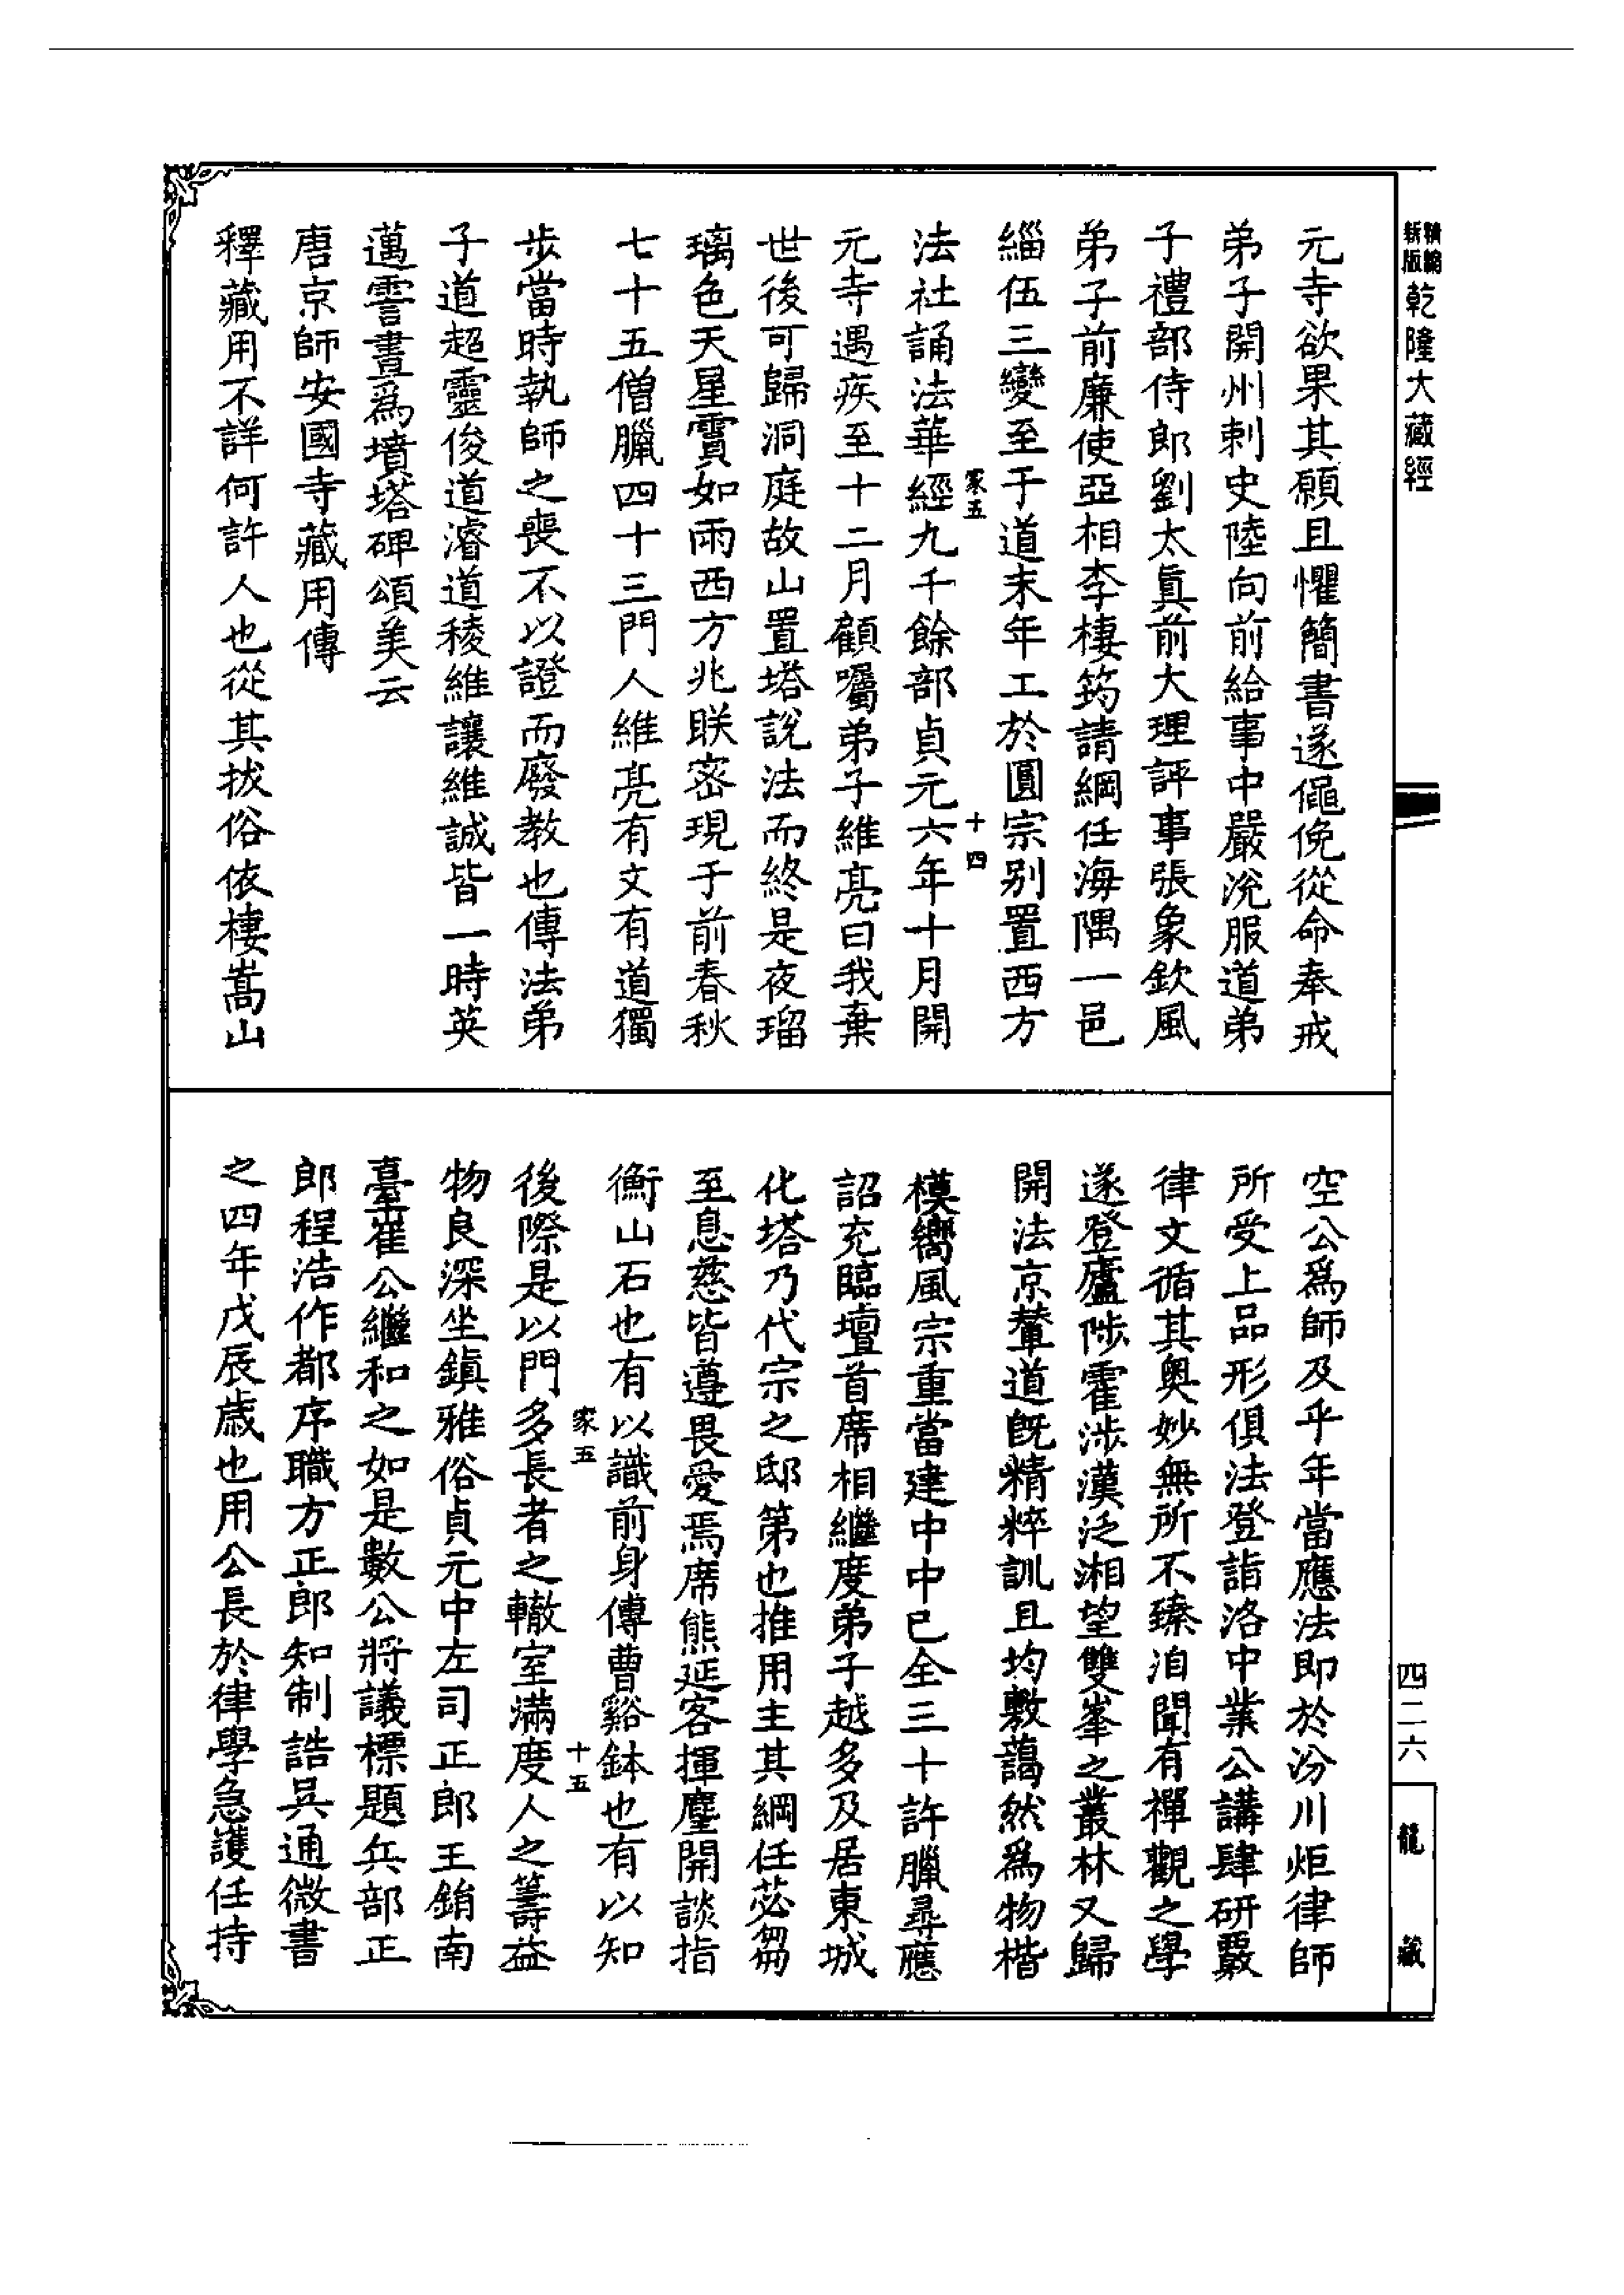 精編
新版
乾隆大藏經
元寺欲果其願且懼簡書遂僶俛從命奉戒
弟子開州刺史陸向前給事中嚴涚服道弟
子禮部侍郎劉太眞前大理評事張象欽風
弟子前廉使亞相李棲筠請綱任海隅一邑
緇伍三變至于道末年工於圓宗别置西方
家五
十四
法社誦法華經九千餘部貞元六年十月開
元寺遇疾至十二月顧囑弟子維亮曰我棄
世後可歸洞庭故山置塔說法而終是夜瑠
璃色天星霣如雨西方兆朕密現于前春秋
七十五僧臘四十三門人維亮有文有道獨
步當時執師之喪不以證而廢教也傳法弟
子道超靈俊道濬道稜維讓維誠皆一時英
邁霅晝爲墳塔碑頌美云
唐京師安國寺藏用傳
釋藏用不詳何許人也從其拔俗依棲嵩山
空公爲師及乎年當應法即於汾川炬律師
所受上品形俱法登詣洛中業公講肆研覈
律文循其奧妙無所不臻洎聞有禪觀之學
遂登廬陟霍涉漢泛湘望雙峯之叢林又歸
開法京輦道旣精粹訓且均敷藹然爲物楷
模嚮風宗重當建中中已全三十許臘尋應
詔充臨壇首席相繼度弟子越多及居東城
化塔乃代宗之邸第也推用主其綱任苾芻
至息慈皆遵畏愛焉席熊延客揮麈開談指
衡山石也有以識前身傳曹谿鉢也有以知
家五
十五
後際是以門多長者之轍室滿度人之籌益
物良深坐鎭雅俗貞元中左司正郎王銷南
臺崔公繼和之如是數公將議標題兵部正
郎程浩作都序職方正郎知制誥吳通微書
之四年戊辰歲也用公長於律學急護任持
四二六
龍藏